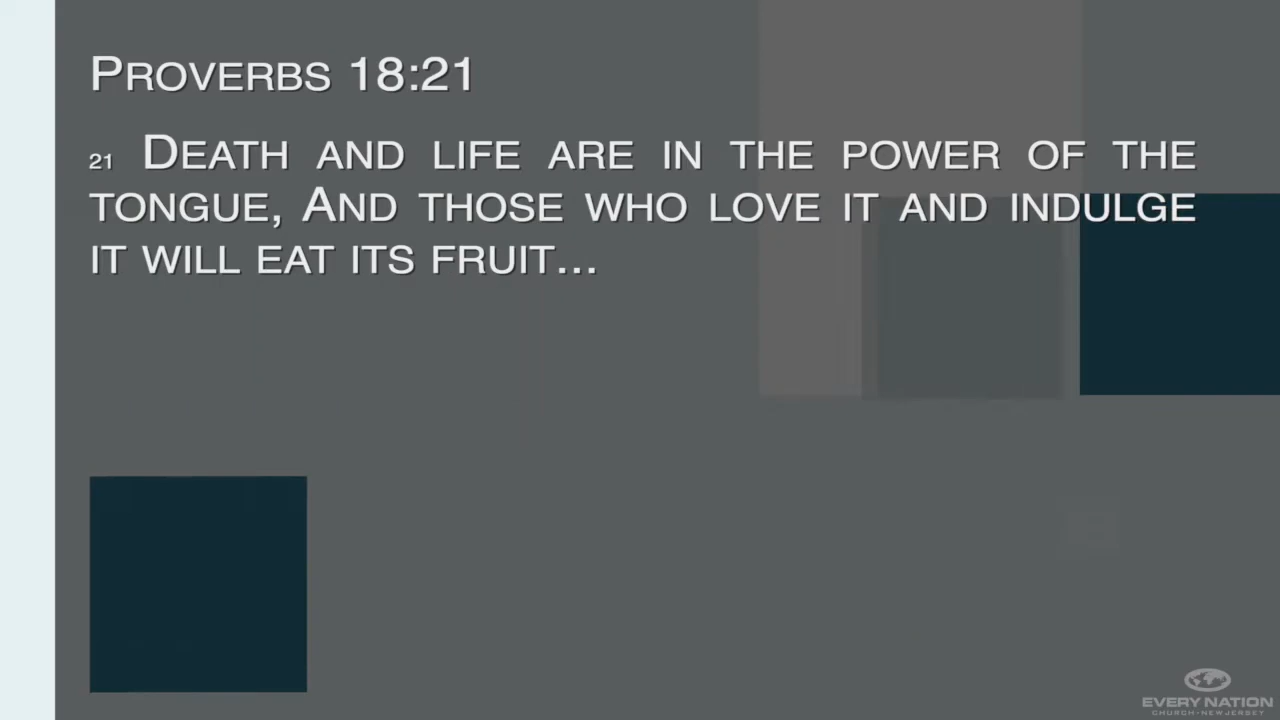 Proverbs 18:21
21 Death and life are in the power of the
tongue, And those who love it and indulge
it will eat its fruit...
EVERY NATION
CHURCH-NEW JERSEY